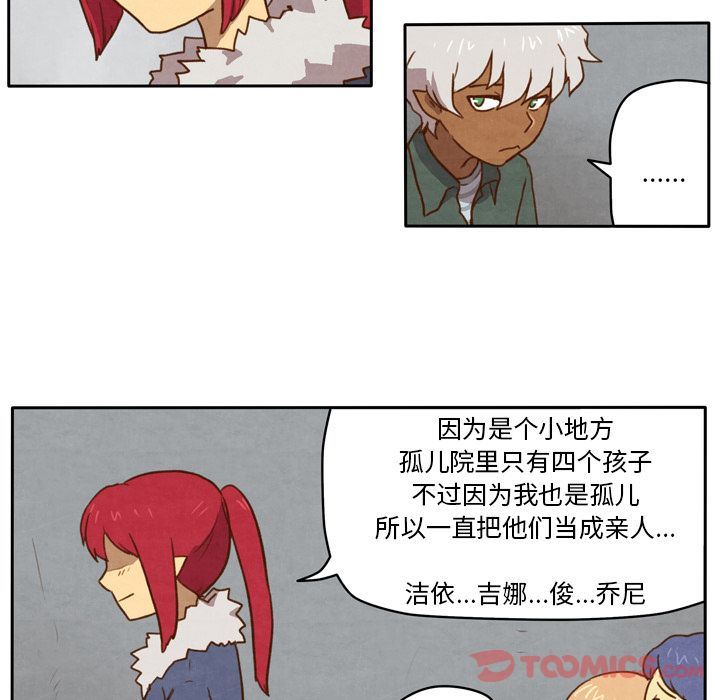 ……
因为是个小地方
孤儿院里只有四个孩子
不过因为我也是孤儿
所以一直把他们当成亲人...
洁依...吉娜...俊...乔尼
TOOMICS